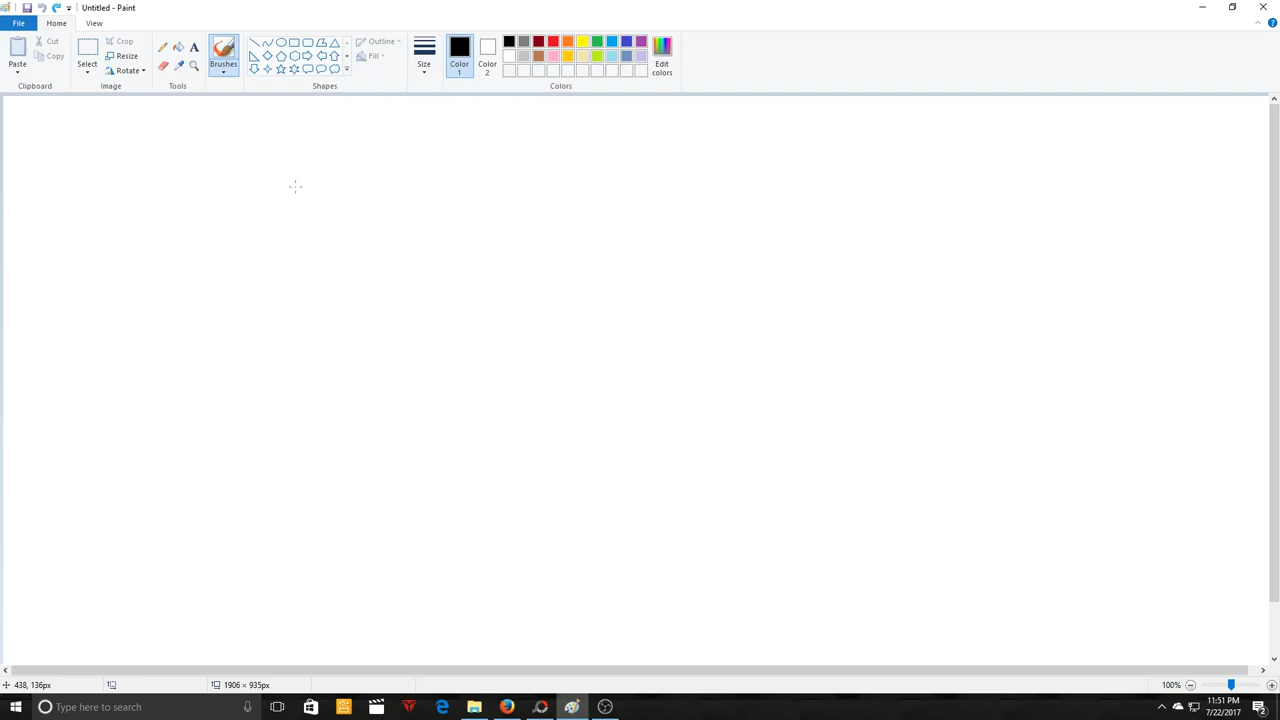 Untitled - Paint
File Home View
Paste Cut Copy Clipboard
Select Crop Resize Rotate Image
Tools
Brushes
Outline Fill Shapes
Size
Color 1 Color 2 Edit colors Colors
438, 136px 1906 × 935px 100%
Type here to search 11:51 PM
7/22/2017